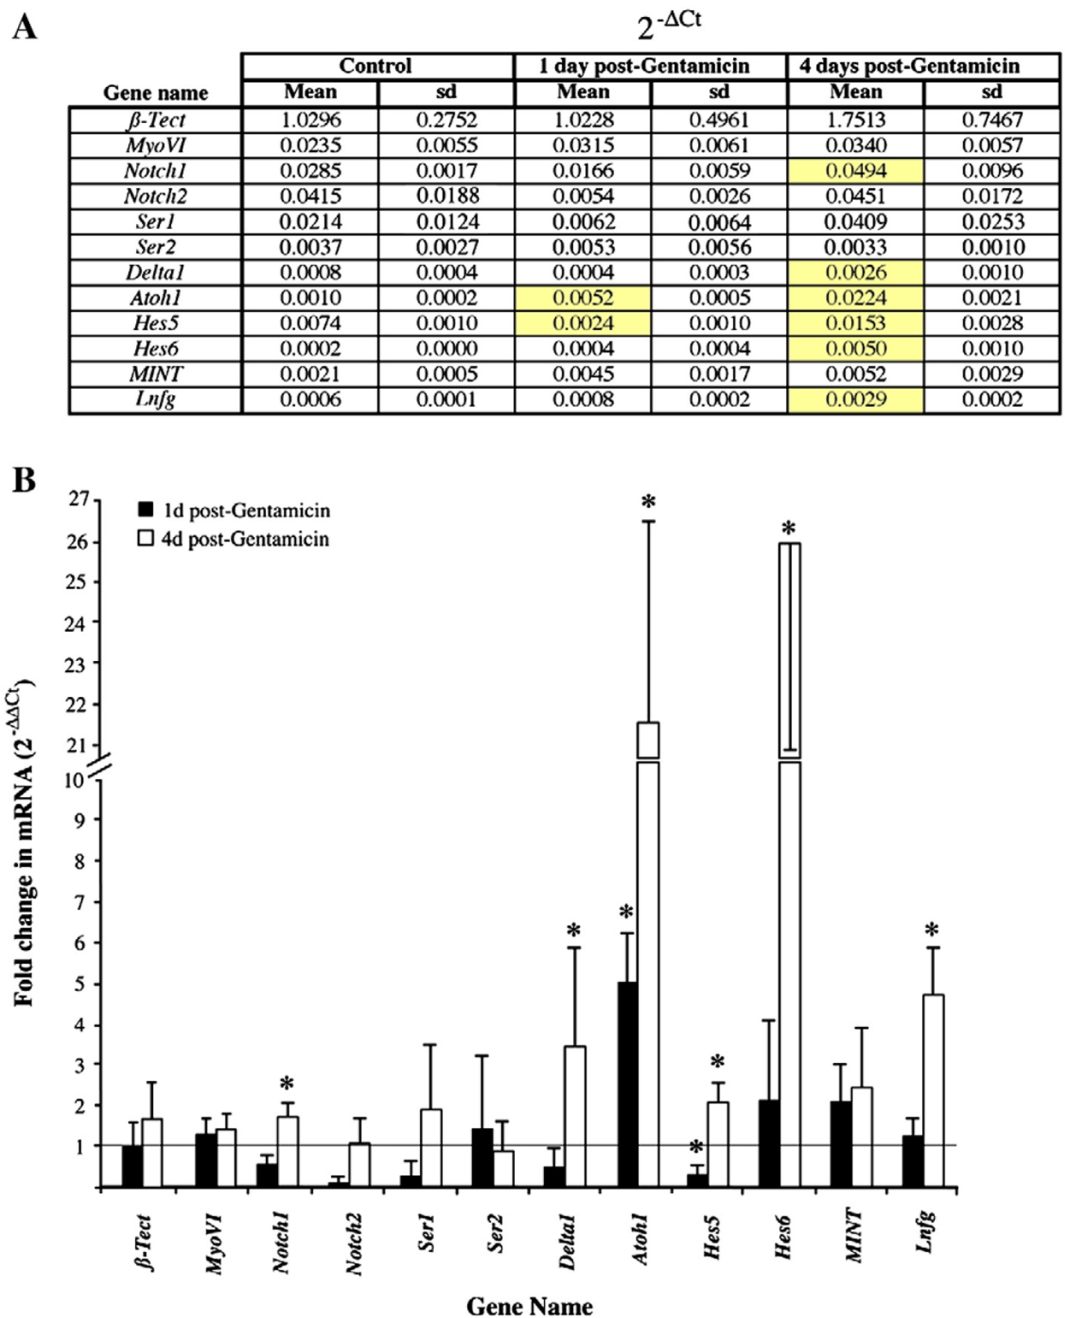 A
2^-ΔCt
Control 1 day post-Gentamicin 4 days post-Gentamicin
Gene name Mean sd Mean sd Mean sd
β-Tect 1.0296 0.2752 1.0228 0.4961 1.7513 0.7467
MyoVI 0.0235 0.0055 0.0315 0.0061 0.0340 0.0057
Notch1 0.0285 0.0017 0.0166 0.0059 0.0494 0.0096
Notch2 0.0415 0.0188 0.0054 0.0026 0.0451 0.0172
Ser1 0.0214 0.0124 0.0062 0.0064 0.0409 0.0253
Ser2 0.0037 0.0027 0.0053 0.0056 0.0033 0.0010
Delta1 0.0008 0.0004 0.0004 0.0003 0.0026 0.0010
Atoh1 0.0010 0.0002 0.0052 0.0005 0.0224 0.0021
Hes5 0.0074 0.0010 0.0024 0.0010 0.0153 0.0028
Hes6 0.0002 0.0000 0.0004 0.0004 0.0050 0.0010
MINT 0.0021 0.0005 0.0045 0.0017 0.0052 0.0029
Lnfg 0.0006 0.0001 0.0008 0.0002 0.0029 0.0002
B
1d post-Gentamicin
4d post-Gentamicin
Fold change in mRNA (2^-ΔΔCt)
27
26
25
24
23
22
21
10
9
8
7
6
5
4
3
2
1
* * * * * * * *
β-Tect MyoVI Notch1 Notch2 Ser1 Ser2 Delta1 Atoh1 Hes5 Hes6 MINT Lnfg
Gene Name